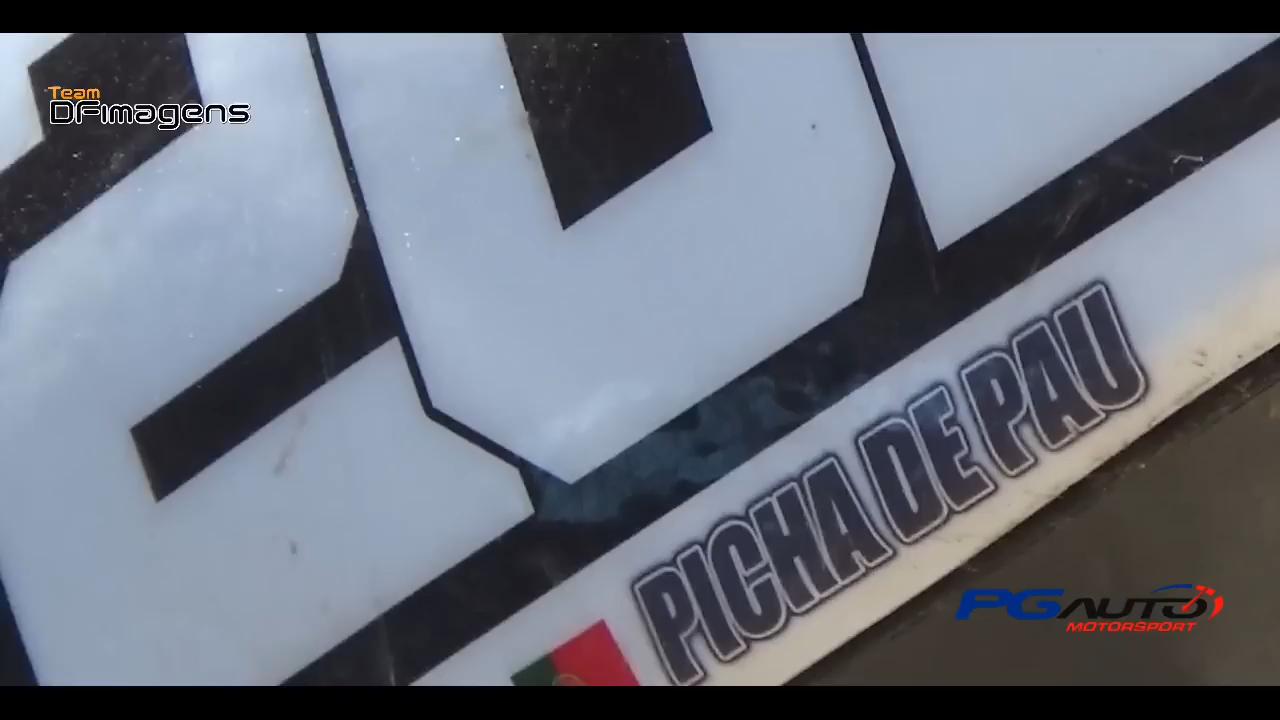 Team
DFimagens
PICHA DE PAU
PGAUTO
MOTORSPORT